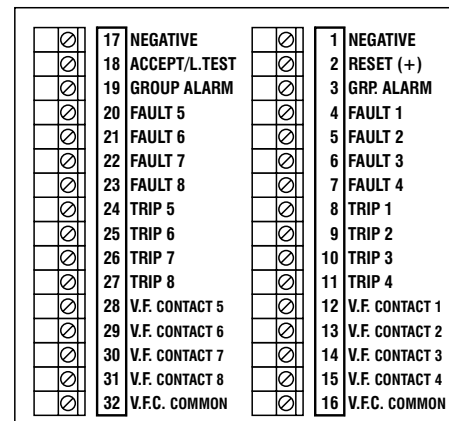 17 NEGATIVE
18 ACCEPT/L.TEST
19 GROUP ALARM
20 FAULT 5
21 FAULT 6
22 FAULT 7
23 FAULT 8
24 TRIP 5
25 TRIP 6
26 TRIP 7
27 TRIP 8
28 V.F. CONTACT 5
29 V.F. CONTACT 6
30 V.F. CONTACT 7
31 V.F. CONTACT 8
32 V.F.C. COMMON
1 NEGATIVE
2 RESET (+)
3 GRP. ALARM
4 FAULT 1
5 FAULT 2
6 FAULT 3
7 FAULT 4
8 TRIP 1
9 TRIP 2
10 TRIP 3
11 TRIP 4
12 V.F. CONTACT 1
13 V.F. CONTACT 2
14 V.F. CONTACT 3
15 V.F. CONTACT 4
16 V.F.C. COMMON